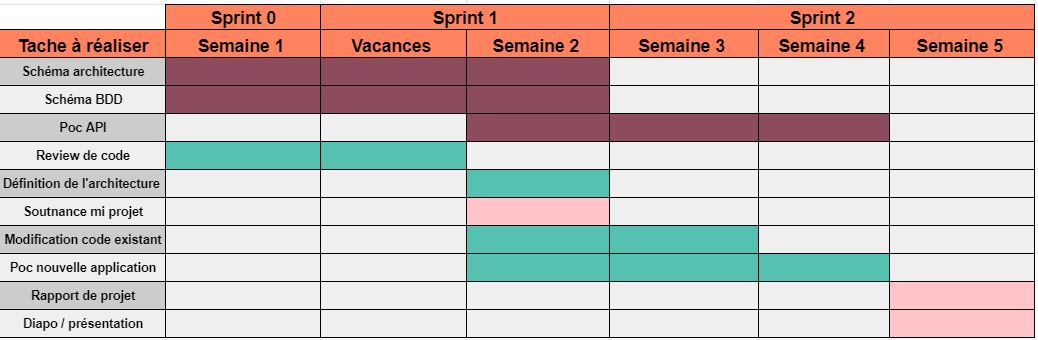 Sprint 0 Sprint 1 Sprint 2
Tache à réaliser Semaine 1 Vacances Semaine 2 Semaine 3 Semaine 4 Semaine 5
Schéma architecture
Schéma BDD
Poc API
Review de code
Définition de l'architecture
Soutnance mi projet
Modification code existant
Poc nouvelle application
Rapport de projet
Diapo / présentation